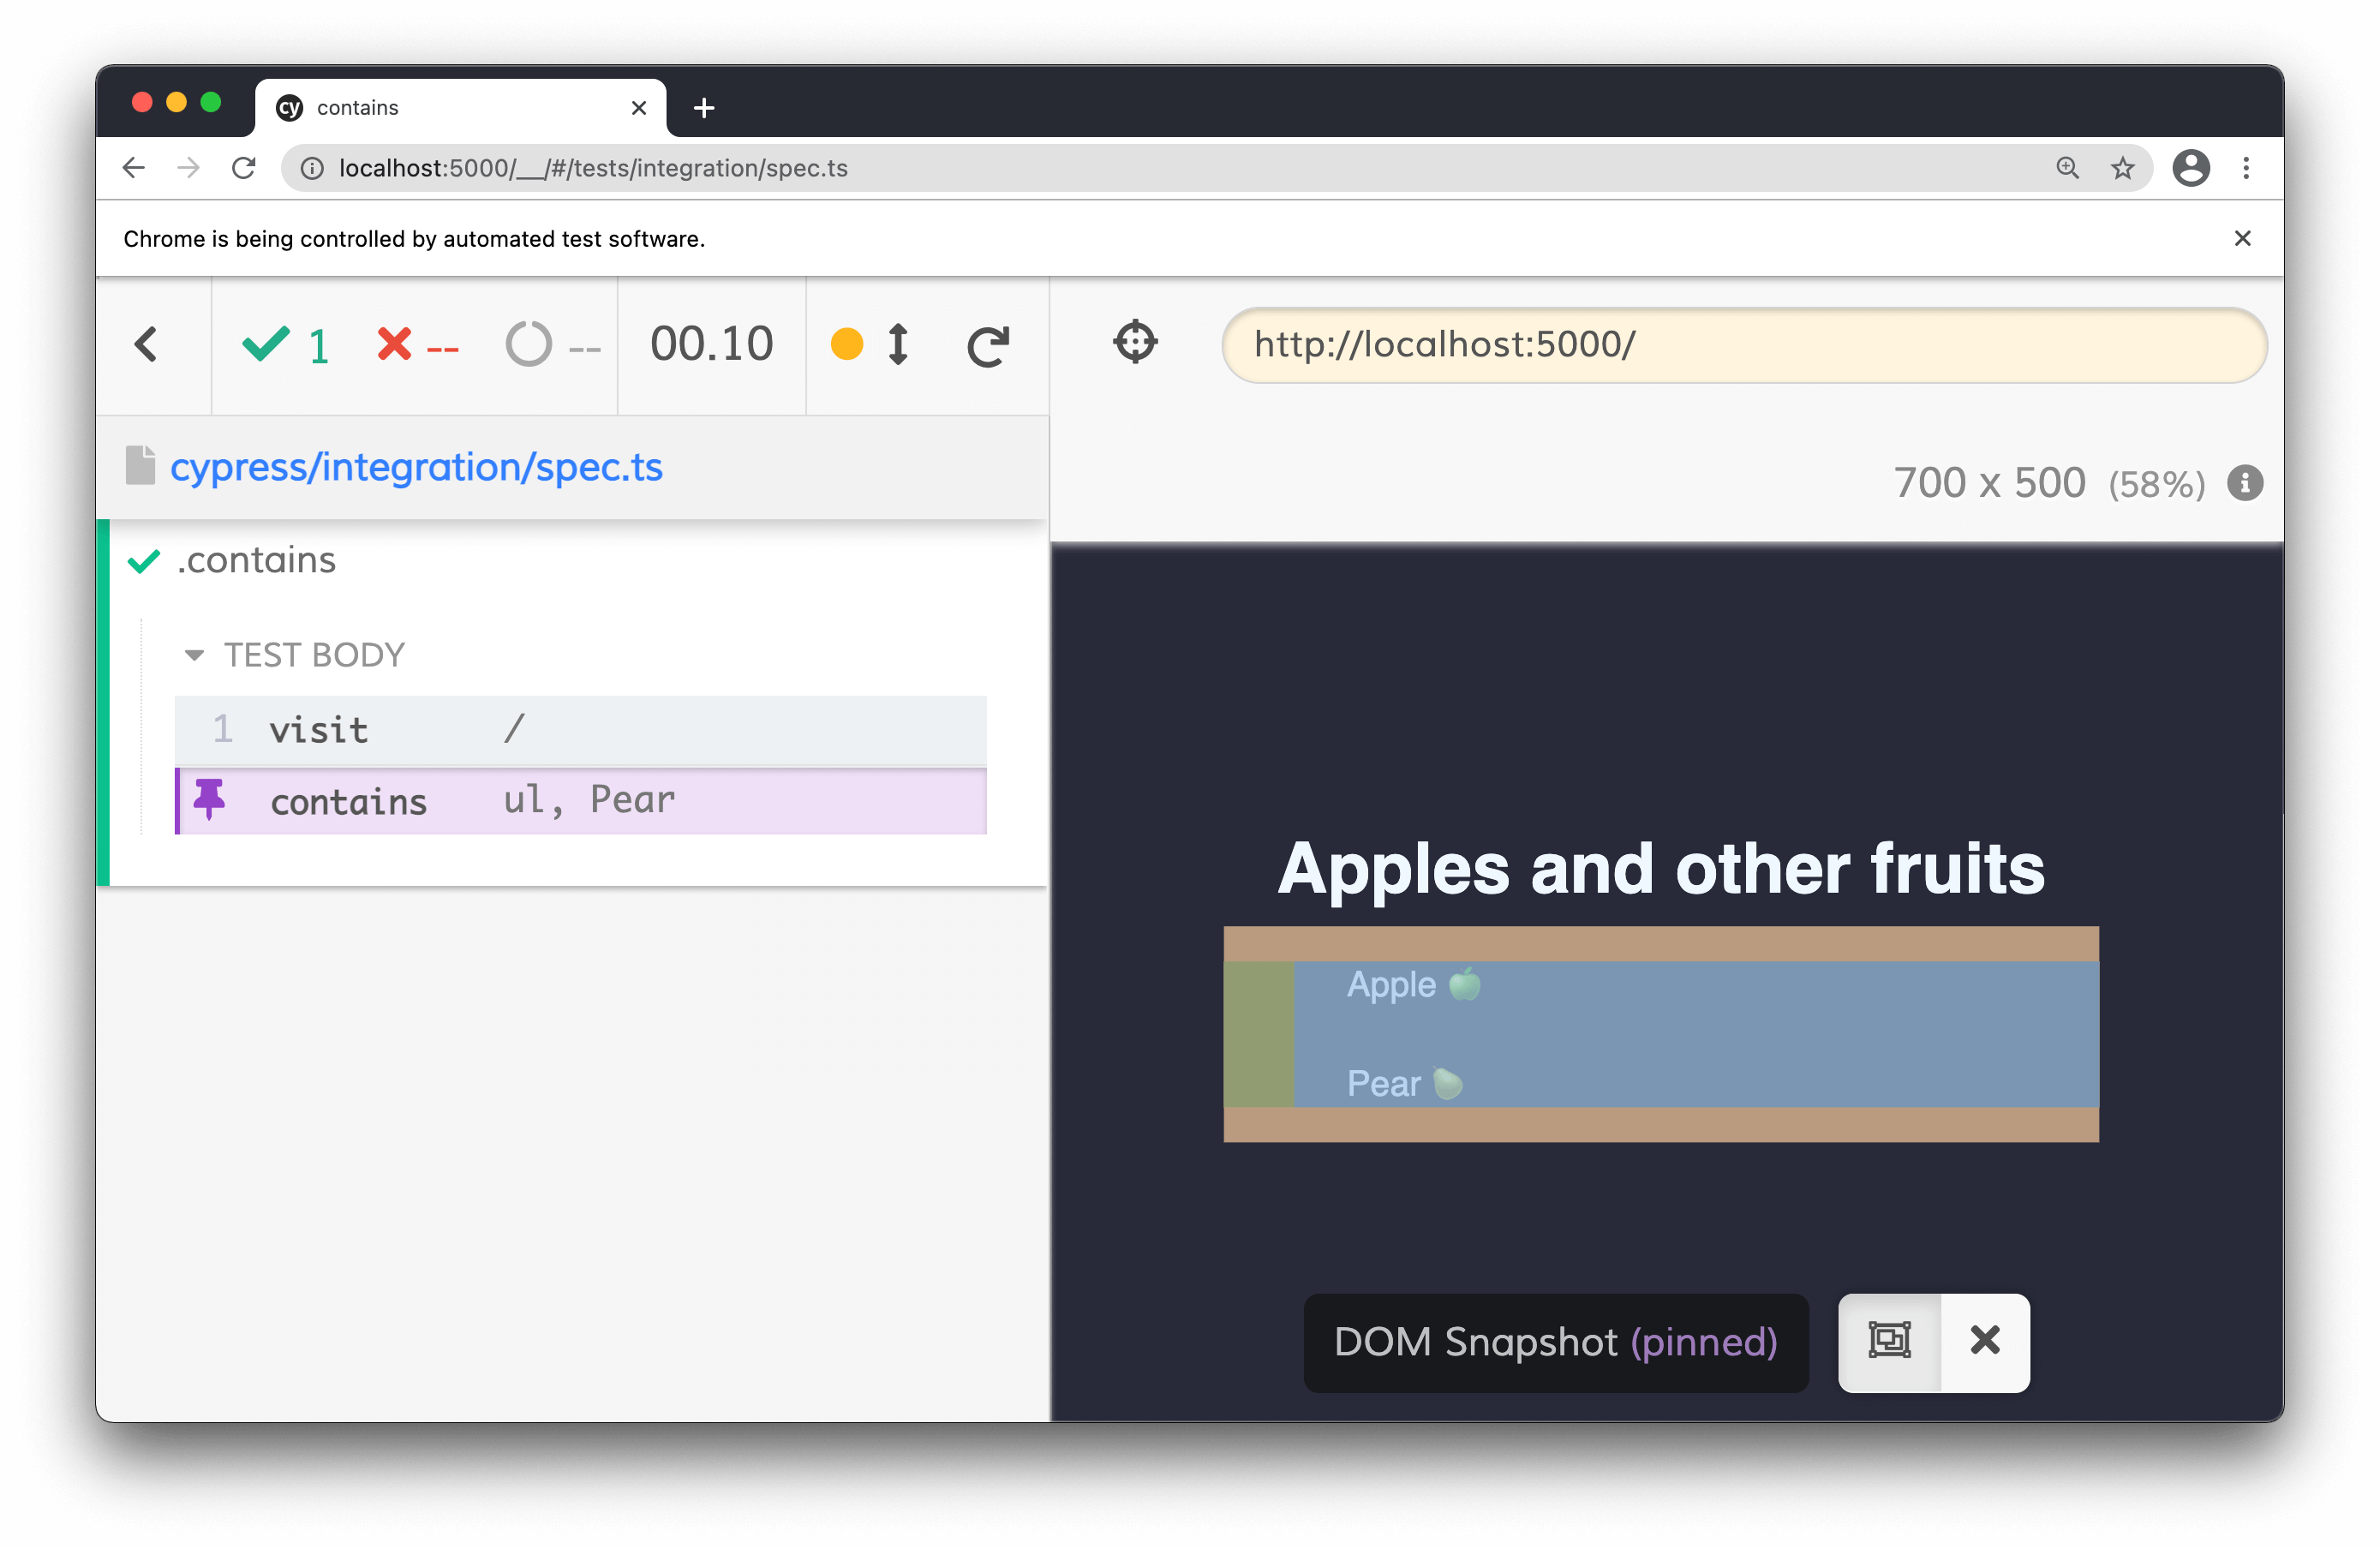 cy contains
localhost:5000/__/#/tests/integration/spec.ts
Chrome is being controlled by automated test software.
1 -- -- 00.10
http://localhost:5000/
700 x 500 (58%)
cypress/integration/spec.ts
.contains
TEST BODY
1 visit /
contains ul, Pear
Apples and other fruits
Apple 🍏
Pear 🍐
DOM Snapshot (pinned)